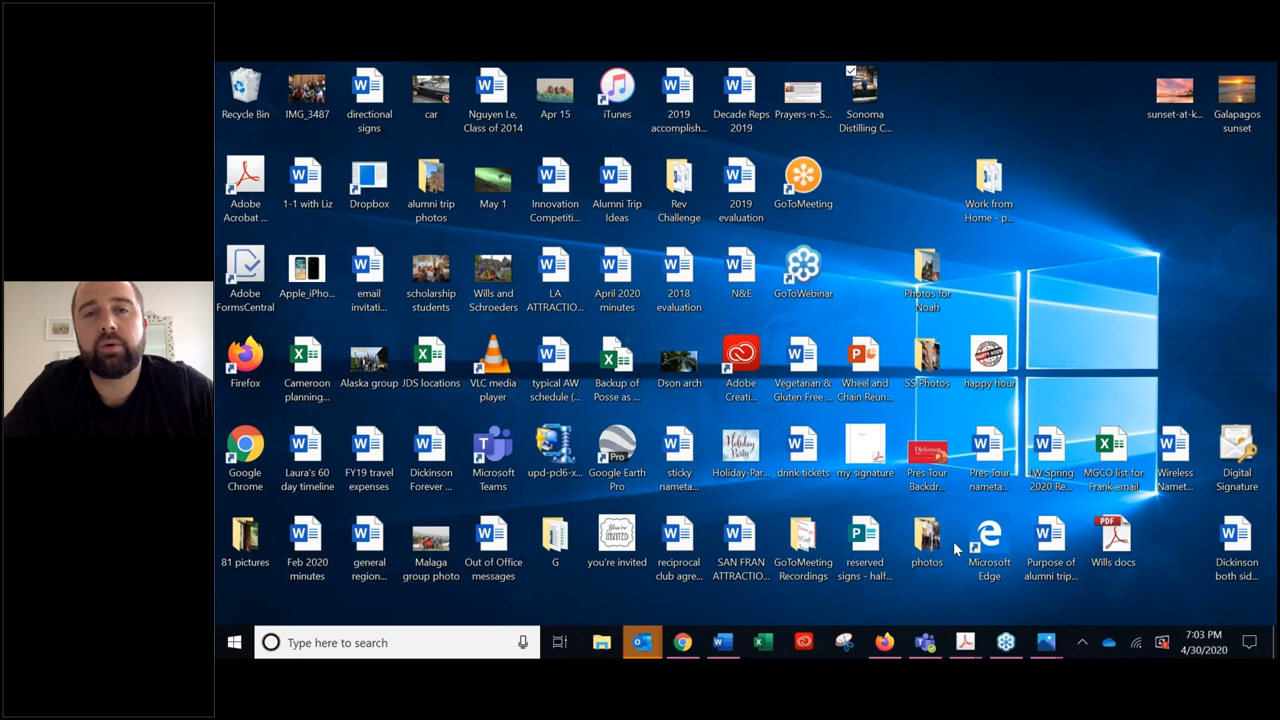 Recycle Bin
IMG_3487
directional
signs
car
Nguyen Le,
Class of 2014
Apr 15
iTunes
2019
accomplish...
Decade Reps
2019
Prayers-n-S...
Sonoma
Distilling C...
sunset-at-k...
Galapagos
sunset
Adobe
Acrobat ...
1-1 with Liz
Dropbox
alumni trip
photos
May 1
Innovation
Competiti...
Alumni Trip
Ideas
Rev
Challenge
2019
evaluation
GoToMeeting
Work from
Home - p...
Adobe
FormsCentral
Apple_iPho...
email
invitati...
scholarship
students
Wills and
Schroeders
LA
ATTRACTIO...
April 2020
minutes
2018
evaluation
N&E
GoToWebinar
Photos for
Noah
Firefox
Cameroon
planning...
Alaska group
JDS locations
VLC media
player
typical AW
schedule (...
Backup of
Posse as ...
Dson arch
Adobe
Creati...
Vegetarian &
Gluten Free ...
Wheel and
Chain Reun...
SS Photos
happy hour
Google
Chrome
Laura's 60
day timeline
FY19 travel
expenses
Dickinson
Forever ...
Microsoft
Teams
upd-pcl6-x...
Pro
Google Earth
Pro
sticky
nameta...
Holiday-Par...
drink tickets
my signature
Pres Tour
Backdr...
Pres Tour
nameta...
LW Spring
2020 Re...
MGCO list for
Frank email
Wireless
Namet...
Digital
Signature
81 pictures
Feb 2020
minutes
general
region...
Malaga
group photo
Out of Office
messages
G
YOU'RE
INVITED
you're invited
reciprocal
club agre...
SAN FRAN
ATTRACTIO...
GoToMeeting
Recordings
reserved
signs - half...
photos
Microsoft
Edge
Purpose of
alumni trip...
PDF
Wills docs
Dickinson
both sid...
Type here to search
7:03 PM
4/30/2020